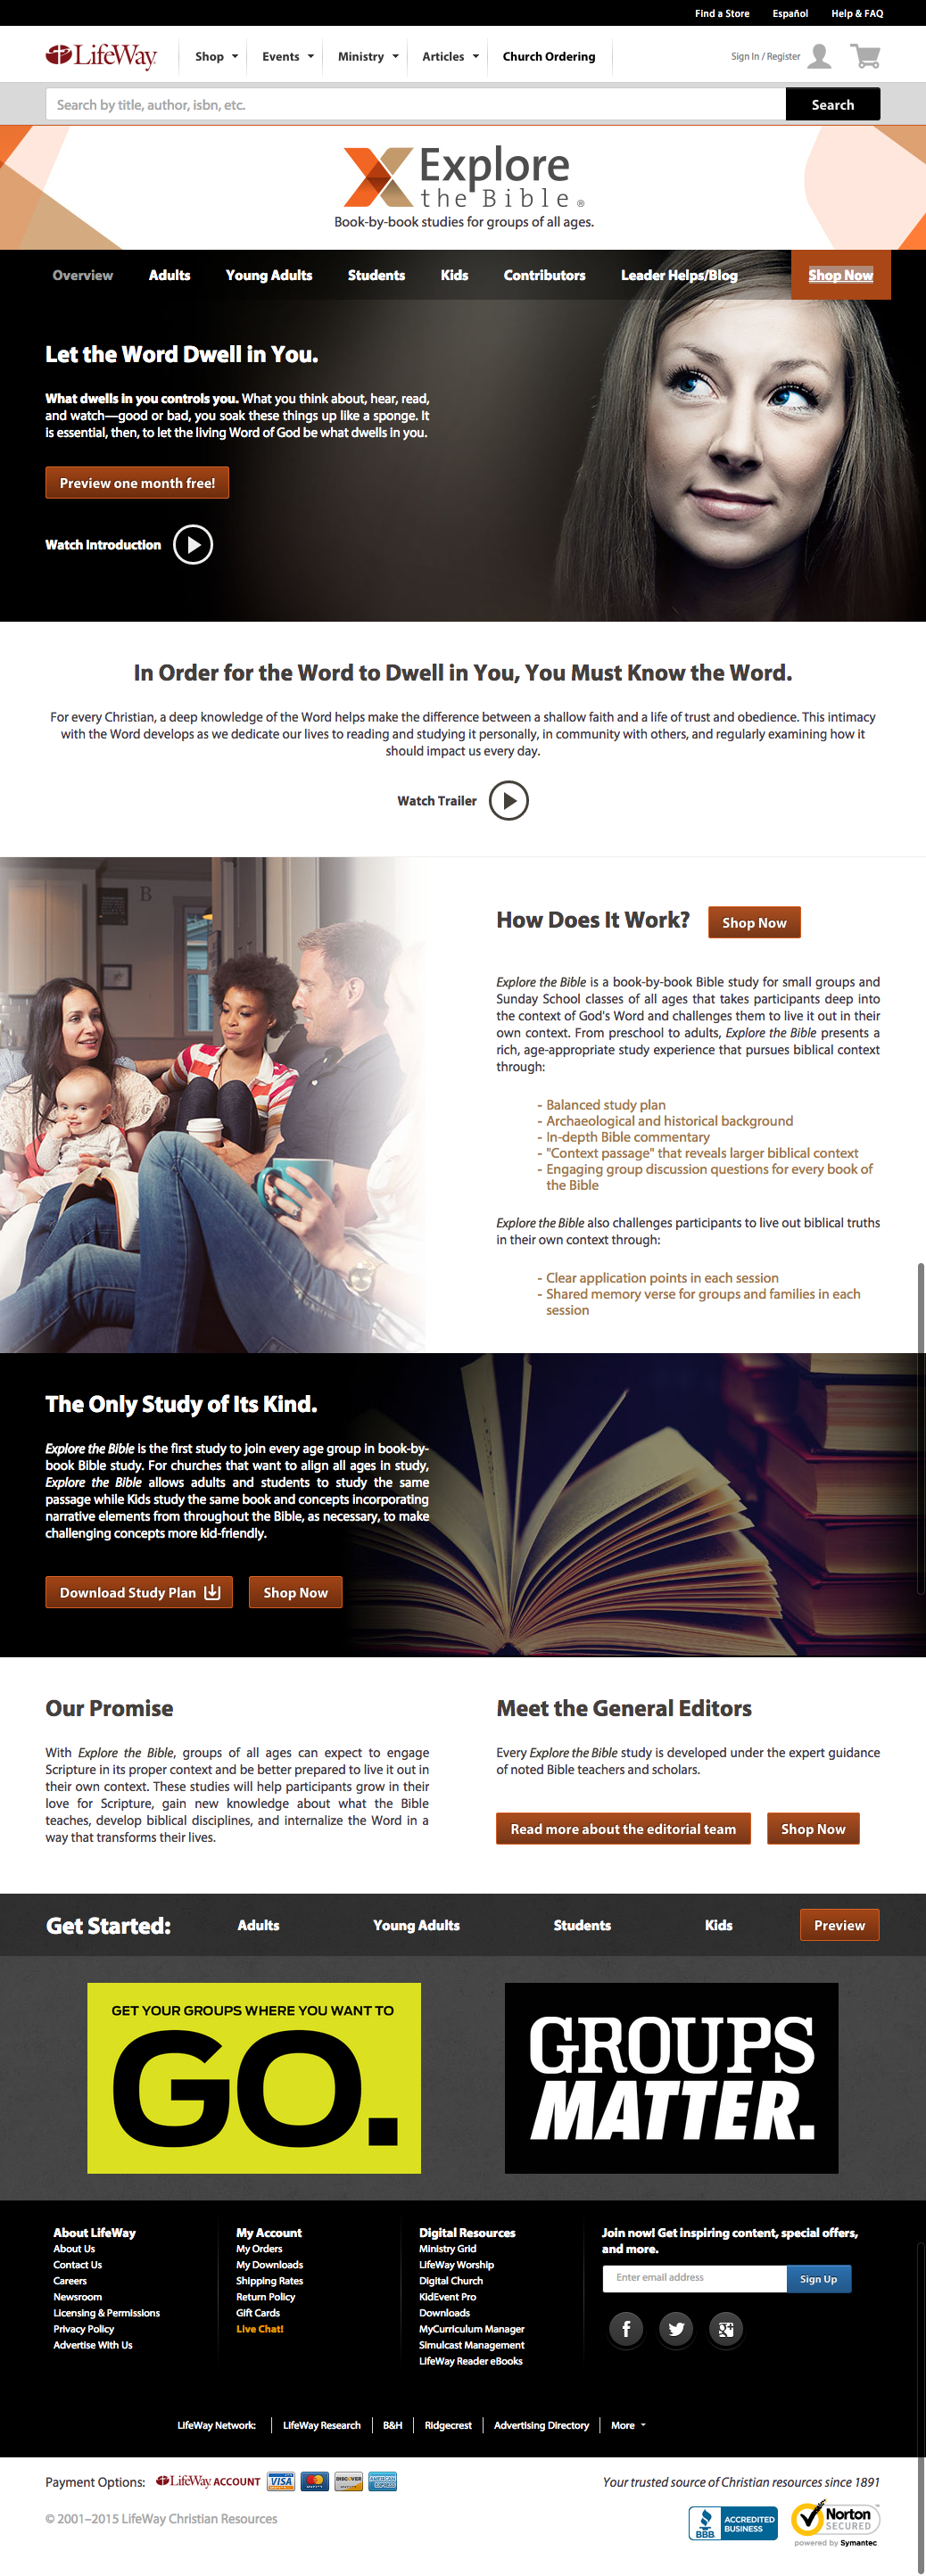 Find a Store Español Help & FAQ
LifeWay Shop Events Ministry Articles Church Ordering Sign In / Register
Search by title, author, isbn, etc. Search
Explore
the Bible ®
Book-by-book studies for groups of all ages.
Overview Adults Young Adults Students Kids Contributors Leader Helps/Blog Shop Now
Let the Word Dwell in You.
What dwells in you controls you. What you think about, hear, read,
and watch—good or bad, you soak these things up like a sponge. It
is essential, then, to let the living Word of God be what dwells in you.
Preview one month free!
Watch Introduction
In Order for the Word to Dwell in You, You Must Know the Word.
For every Christian, a deep knowledge of the Word helps make the difference between a shallow faith and a life of trust and obedience. This intimacy
with the Word develops as we dedicate our lives to reading and studying it personally, in community with others, and regularly examining how it
should impact us every day.
Watch Trailer
B
How Does It Work? Shop Now
Explore the Bible is a book-by-book Bible study for small groups and
Sunday School classes of all ages that takes participants deep into
the context of God's Word and challenges them to live it out in their
own context. From preschool to adults, Explore the Bible presents a
rich, age-appropriate study experience that pursues biblical context
through:
- Balanced study plan
- Archaeological and historical background
- In-depth Bible commentary
- "Context passage" that reveals larger biblical context
- Engaging group discussion questions for every book of
the Bible
Explore the Bible also challenges participants to live out biblical truths
in their own context through:
- Clear application points in each session
- Shared memory verse for groups and families in each
session
The Only Study of Its Kind.
Explore the Bible is the first study to join every age group in book-by-
book Bible study. For churches that want to align all ages in study,
Explore the Bible allows adults and students to study the same
passage while Kids study the same book and concepts incorporating
narrative elements from throughout the Bible, as necessary, to make
challenging concepts more kid-friendly.
Download Study Plan Shop Now
Our Promise
With Explore the Bible, groups of all ages can expect to engage
Scripture in its proper context and be better prepared to live it out in
their own context. These studies will help participants grow in their
love for Scripture, gain new knowledge about what the Bible
teaches, develop biblical disciplines, and internalize the Word in a
way that transforms their lives.
Meet the General Editors
Every Explore the Bible study is developed under the expert guidance
of noted Bible teachers and scholars.
Read more about the editorial team Shop Now
Get Started: Adults Young Adults Students Kids Preview
GET YOUR GROUPS WHERE YOU WANT TO
GO.
GROUPS
MATTER.
About LifeWay
About Us
Contact Us
Careers
Newsroom
Licensing & Permissions
Privacy Policy
Advertise With Us
My Account
My Orders
My Downloads
Shipping Rates
Return Policy
Gift Cards
Live Chat!
Digital Resources
Ministry Grid
LifeWay Worship
Digital Church
KidEvent Pro
Downloads
MyCurriculum Manager
Simulcast Management
LifeWay Reader eBooks
Join now! Get inspiring content, special offers,
and more.
Enter email address Sign Up
LifeWay Network: LifeWay Research B&H Ridgecrest Advertising Directory More
Payment Options: LifeWay ACCOUNT VISA MasterCard DISCOVER AMERICAN EXPRESS
Your trusted source of Christian resources since 1891
© 2001–2015 LifeWay Christian Resources
BBB. ACCREDITED
BUSINESS
Norton
SECURED
powered by Symantec